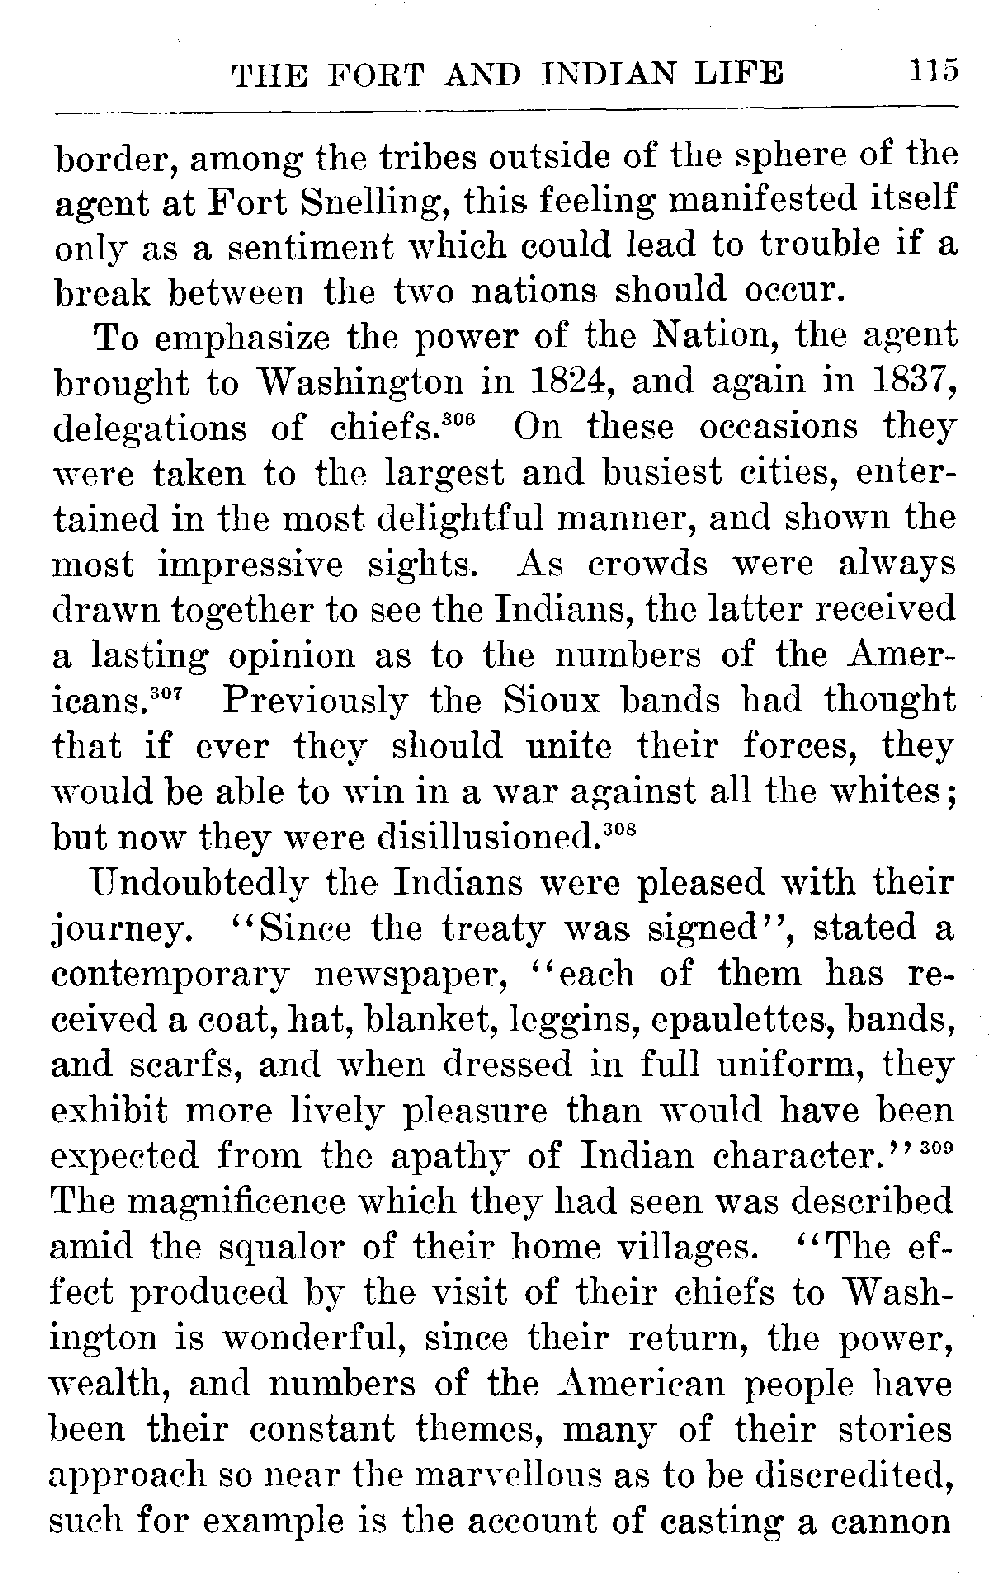 THE FORT AND INDIAN LIFE 115
border, among the tribes outside of the sphere of the
agent at Fort Snelling, this feeling manifested itself
only as a sentiment which could lead to trouble if a
break between the two nations should occur.
To emphasize the power of the Nation, the agent
brought to Washington in 1824, and again in 1837,
delegations of chiefs.³⁰⁶ On these occasions they
were taken to the largest and busiest cities, enter-
tained in the most delightful manner, and shown the
most impressive sights. As crowds were always
drawn together to see the Indians, the latter received
a lasting opinion as to the numbers of the Amer-
icans.³⁰⁷ Previously the Sioux bands had thought
that if ever they should unite their forces, they
would be able to win in a war against all the whites;
but now they were disillusioned.³⁰⁸
Undoubtedly the Indians were pleased with their
journey. "Since the treaty was signed", stated a
contemporary newspaper, "each of them has re-
ceived a coat, hat, blanket, leggins, epaulettes, bands,
and scarfs, and when dressed in full uniform, they
exhibit more lively pleasure than would have been
expected from the apathy of Indian character."³⁰⁹
The magnificence which they had seen was described
amid the squalor of their home villages. "The ef-
fect produced by the visit of their chiefs to Wash-
ington is wonderful, since their return, the power,
wealth, and numbers of the American people have
been their constant themes, many of their stories
approach so near the marvellous as to be discredited,
such for example is the account of casting a cannon